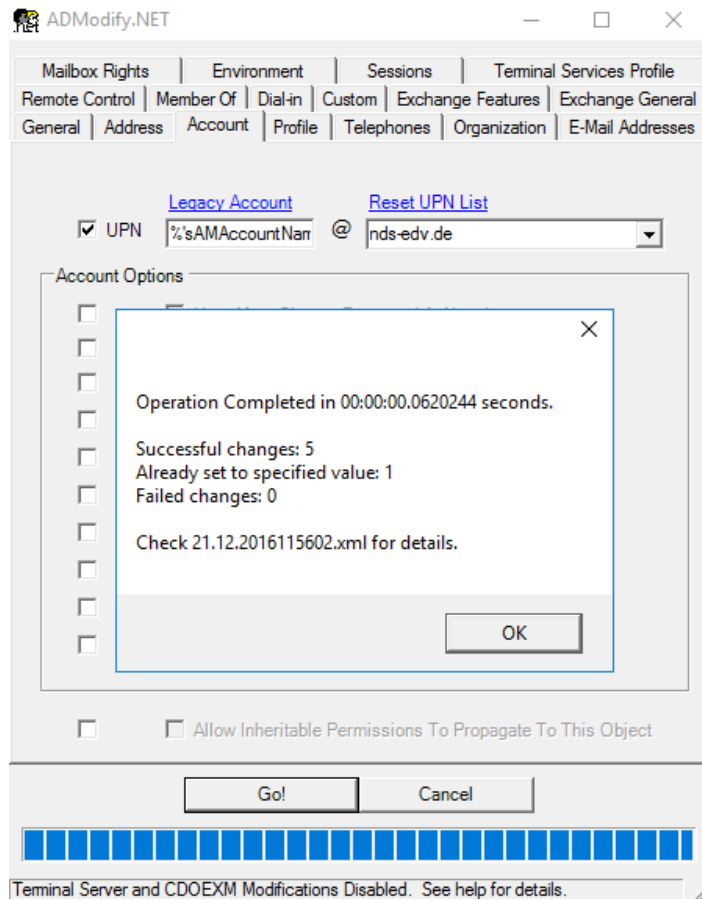 ADModify.NET
Mailbox Rights Environment Sessions Terminal Services Profile
Remote Control Member Of Dial-in Custom Exchange Features Exchange General
General Address Account Profile Telephones Organization E-Mail Addresses
Legacy Account Reset UPN List
UPN %'sAMAccountNam @ nds-edv.de
Account Options
Operation Completed in 00:00:00.0620244 seconds.
Successful changes: 5
Already set to specified value: 1
Failed changes: 0
Check 21.12.2016115602.xml for details.
OK
Allow Inheritable Permissions To Propagate To This Object
Go! Cancel
Terminal Server and CDOEXM Modifications Disabled. See help for details.